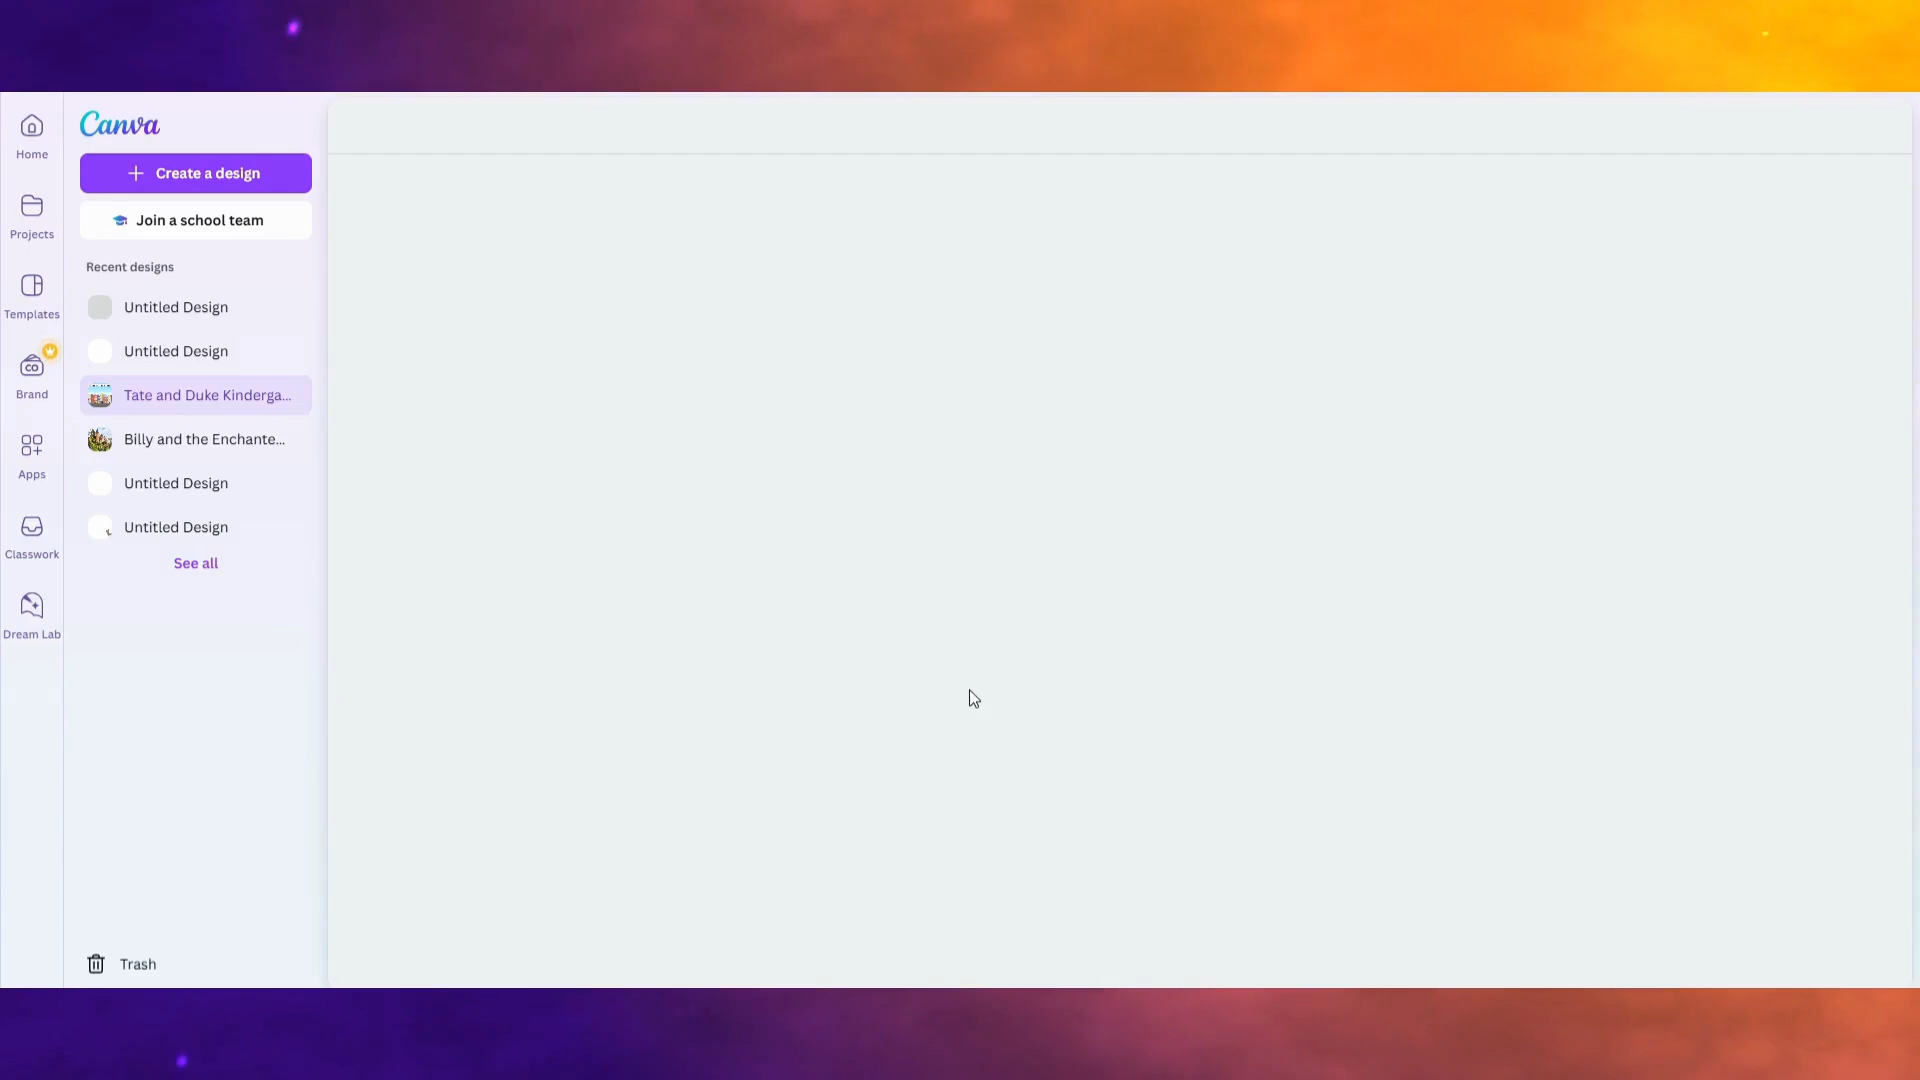 Canva
Home
Create a design
Join a school team
Projects
Recent designs
Untitled Design
Templates
Untitled Design
CO
Brand
Tate and Duke Kinderga...
Billy and the Enchante...
Apps
Untitled Design
Untitled Design
Classwork
See all
Dream Lab
Trash